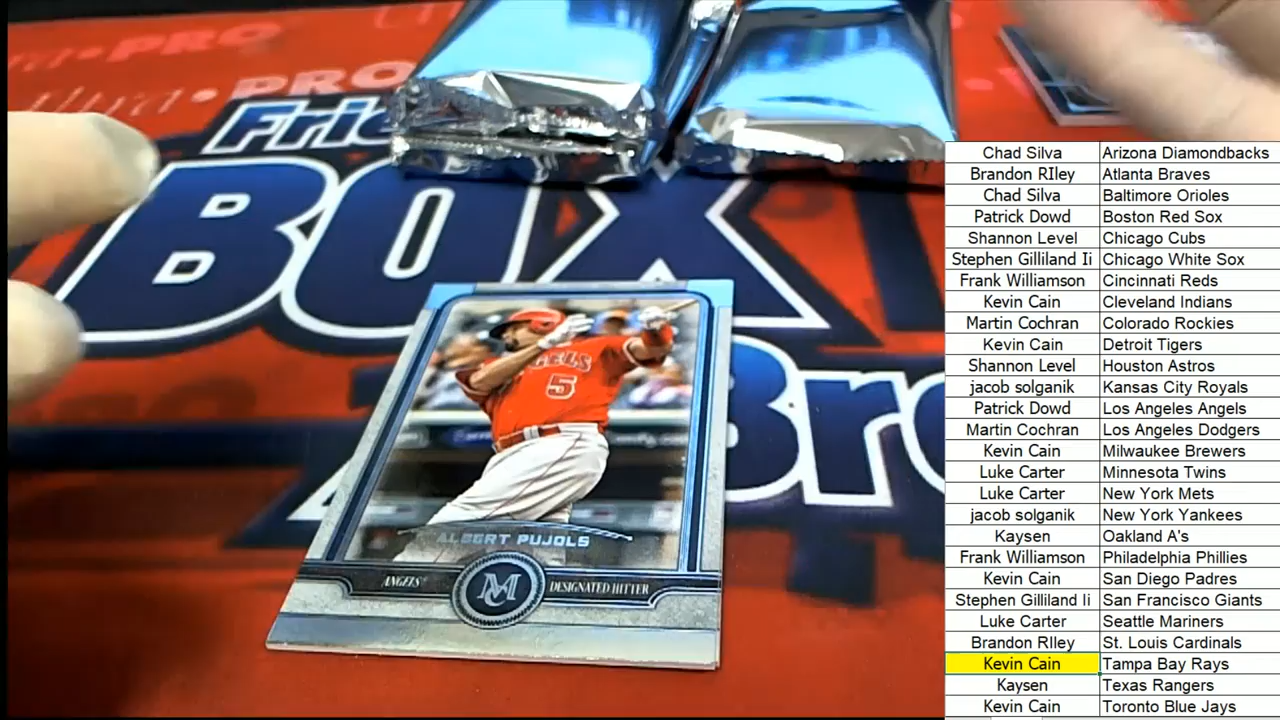 PRO
PRO
Frie
BOX
Bre
ANGELS
5
ALBERT PUJOLS
ANGELS
MC
DESIGNATED HITTER
Chad Silva Arizona Diamondbacks
Brandon RIley Atlanta Braves
Chad Silva Baltimore Orioles
Patrick Dowd Boston Red Sox
Shannon Level Chicago Cubs
Stephen Gilliland Ii Chicago White Sox
Frank Williamson Cincinnati Reds
Kevin Cain Cleveland Indians
Martin Cochran Colorado Rockies
Kevin Cain Detroit Tigers
Shannon Level Houston Astros
jacob solganik Kansas City Royals
Patrick Dowd Los Angeles Angels
Martin Cochran Los Angeles Dodgers
Kevin Cain Milwaukee Brewers
Luke Carter Minnesota Twins
Luke Carter New York Mets
jacob solganik New York Yankees
Kaysen Oakland A's
Frank Williamson Philadelphia Phillies
Kevin Cain San Diego Padres
Stephen Gilliland Ii San Francisco Giants
Luke Carter Seattle Mariners
Brandon RIley St. Louis Cardinals
Kevin Cain Tampa Bay Rays
Kaysen Texas Rangers
Kevin Cain Toronto Blue Jays